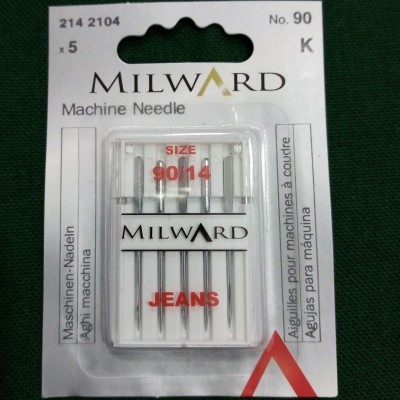 214 2104
No. 90
x 5
K
MILWARD
Machine Needle
SIZE
90/14
MILWARD
JEANS
Maschinen-Nadeln
Aghi macchina
Aiguilles pour machines à coudre
Agujas para máquina